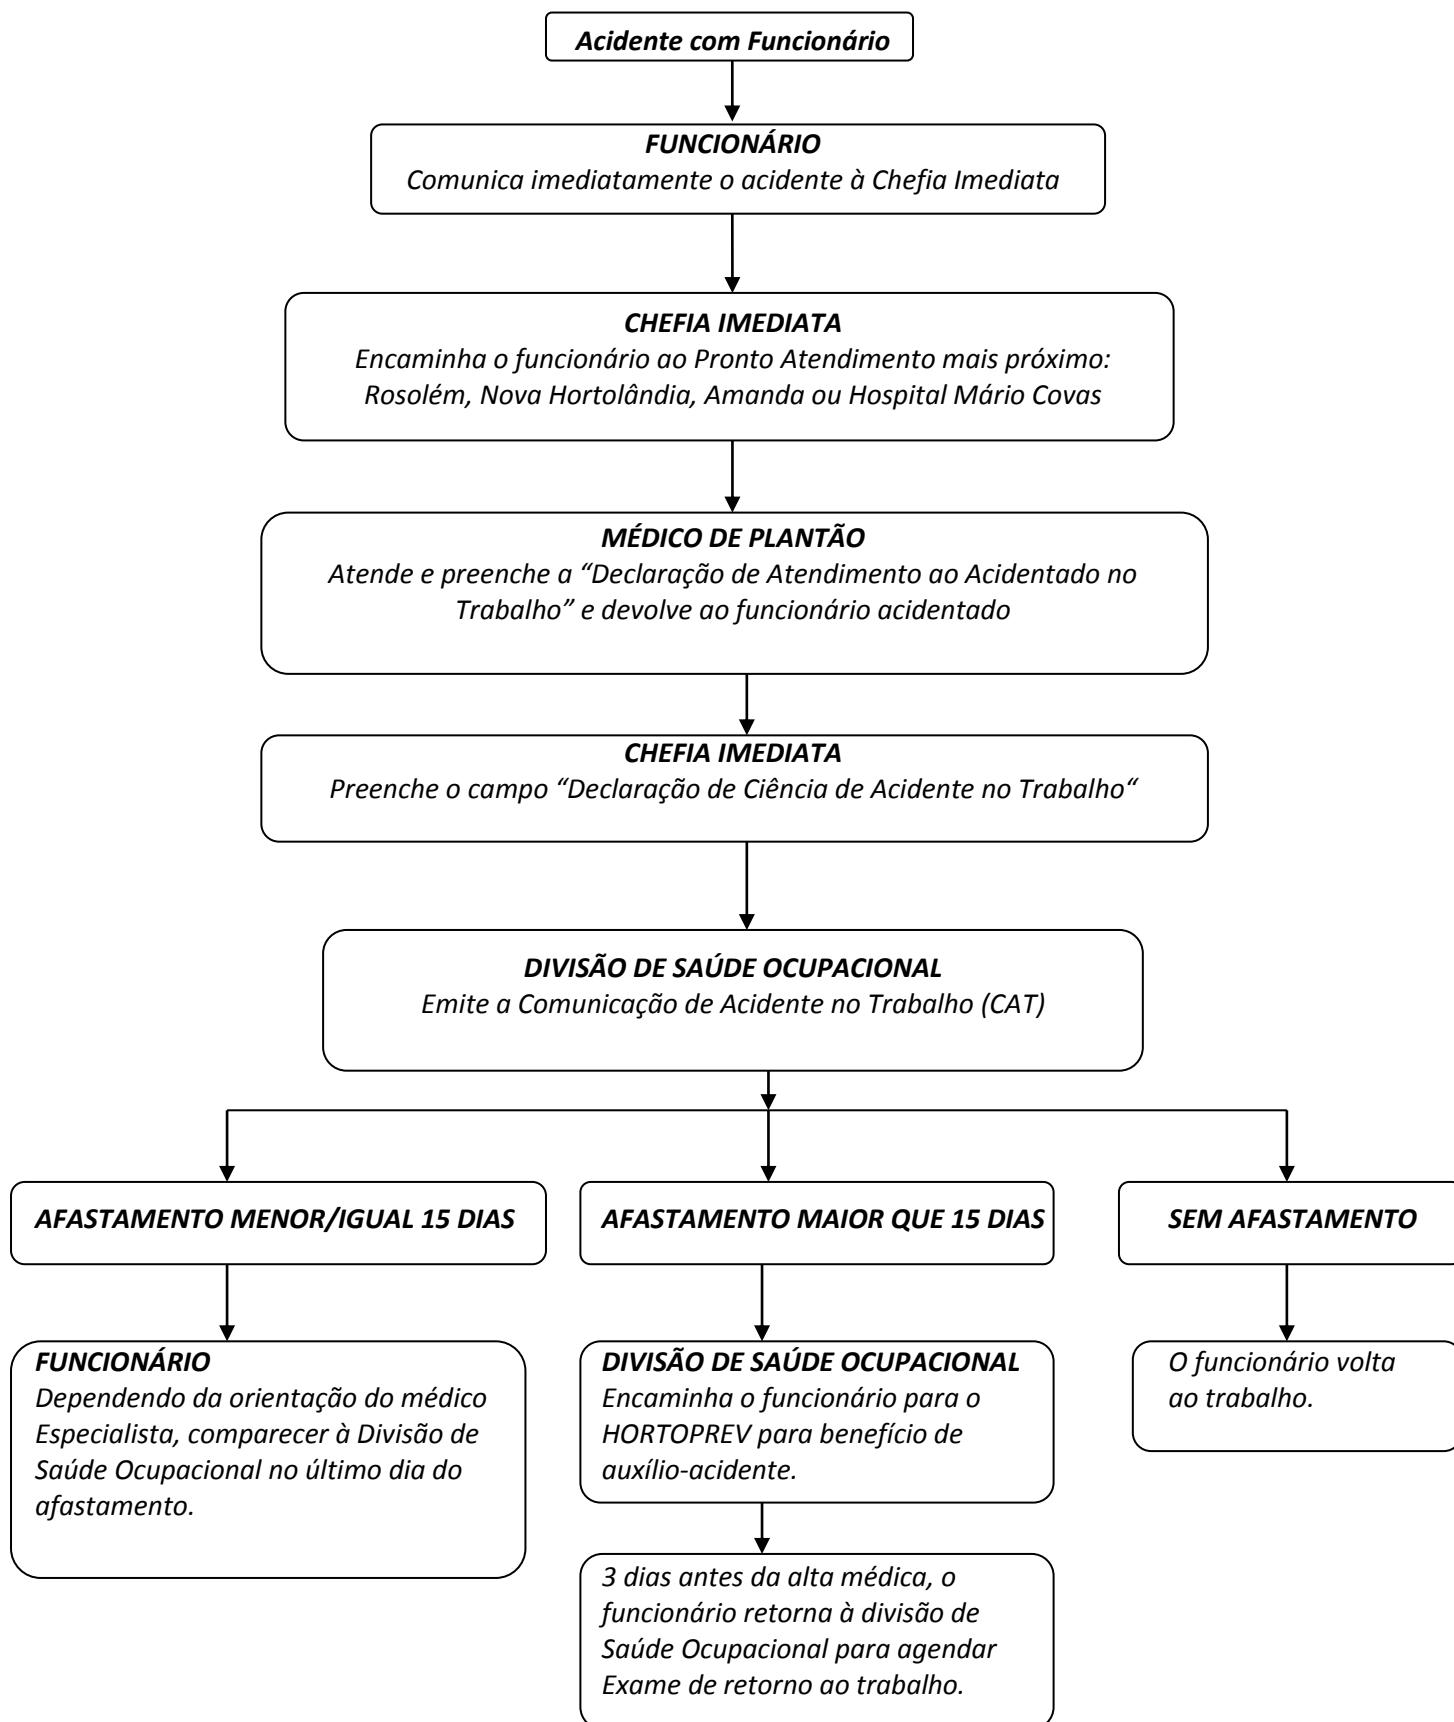 Acidente com Funcionário
FUNCIONÁRIO
Comunica imediatamente o acidente à Chefia Imediata
CHEFIA IMEDIATA
Encaminha o funcionário ao Pronto Atendimento mais próximo:
Rosolém, Nova Hortolândia, Amanda ou Hospital Mário Covas
MÉDICO DE PLANTÃO
Atende e preenche a “Declaração de Atendimento ao Acidentado no
Trabalho” e devolve ao funcionário acidentado
CHEFIA IMEDIATA
Preenche o campo “Declaração de Ciência de Acidente no Trabalho“
DIVISÃO DE SAÚDE OCUPACIONAL
Emite a Comunicação de Acidente no Trabalho (CAT)
AFASTAMENTO MENOR/IGUAL 15 DIAS
FUNCIONÁRIO
Dependendo da orientação do médico
Especialista, comparecer à Divisão de
Saúde Ocupacional no último dia do
afastamento.
AFASTAMENTO MAIOR QUE 15 DIAS
DIVISÃO DE SAÚDE OCUPACIONAL
Encaminha o funcionário para o
HORTOPREV para benefício de
auxílio-acidente.
3 dias antes da alta médica, o
funcionário retorna à divisão de
Saúde Ocupacional para agendar
Exame de retorno ao trabalho.
SEM AFASTAMENTO
O funcionário volta
ao trabalho.